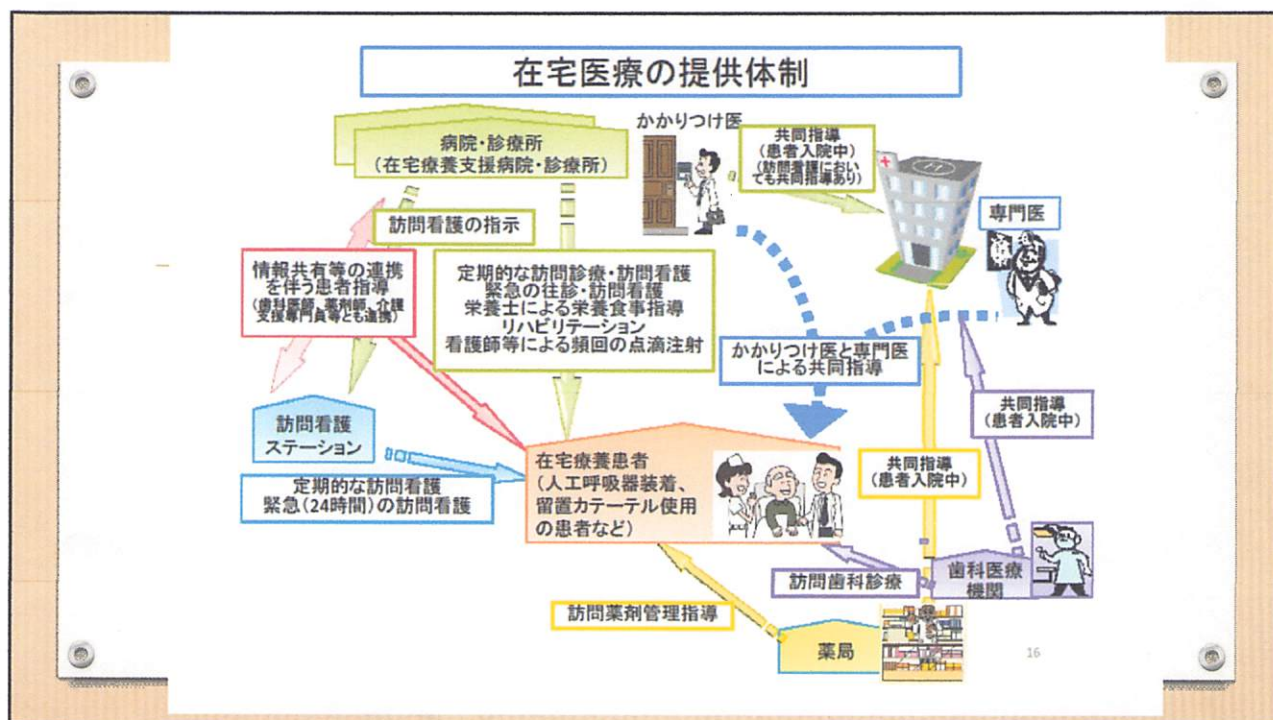 在宅医療の提供体制
病院・診療所
(在宅療養支援病院・診療所)
かかりつけ医
共同指導
(患者入院中)
(訪問看護におい
ても共同指導あり)
専門医
訪問看護の指示
情報共有等の連携
を伴う患者指導
(歯科医師、薬剤師、介護
支援専門員等とも連携)
定期的な訪問診療・訪問看護
緊急の往診・訪問看護
栄養士による栄養食事指導
リハビリテーション
看護師等による頻回の点滴注射
かかりつけ医と専門医
による共同指導
共同指導
(患者入院中)
訪問看護
ステーション
定期的な訪問看護
緊急(24時間)の訪問看護
在宅療養患者
(人工呼吸器装着、
留置カテーテル使用
の患者など)
共同指導
(患者入院中)
訪問歯科診療
歯科医療
機関
訪問薬剤管理指導
薬局
16